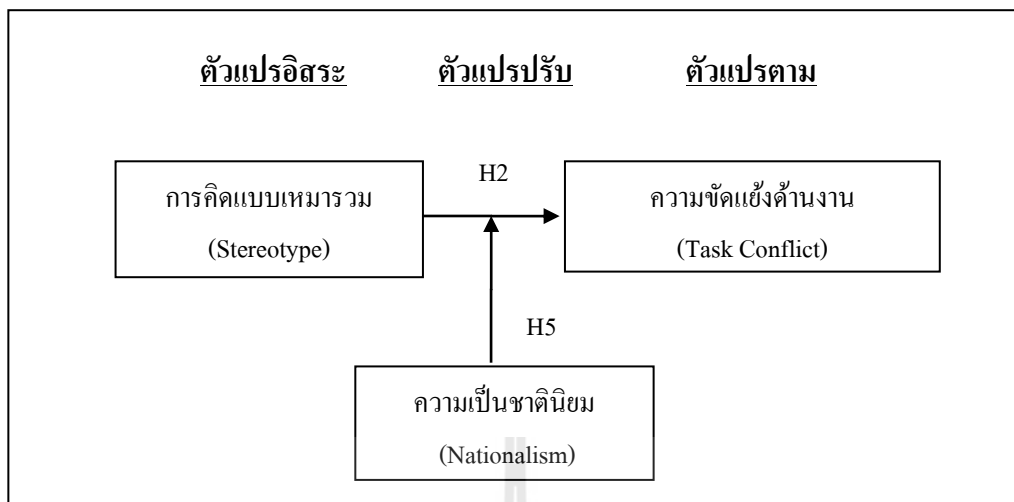 ตัวแปรอิสระ ตัวแปรปรับ ตัวแปรตาม
H2
การคิดแบบเหมารวม
(Stereotype)
ความขัดแย้งด้านงาน
(Task Conflict)
H5
ความเป็นชาตินิยม
(Nationalism)